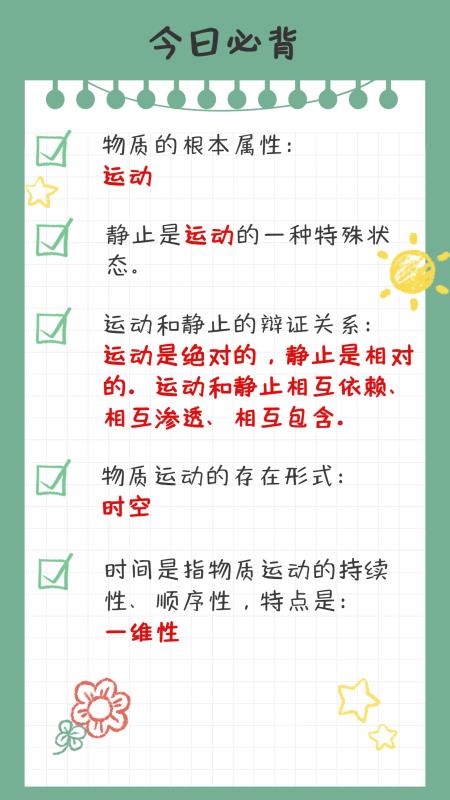 今日必背
物质的根本属性：
运动
静止是运动的一种特殊状
态。
运动和静止的辩证关系：
运动是绝对的，静止是相对
的。运动和静止相互依赖、
相互渗透、相互包含。
物质运动的存在形式：
时空
时间是指物质运动的持续
性、顺序性，特点是：
一维性